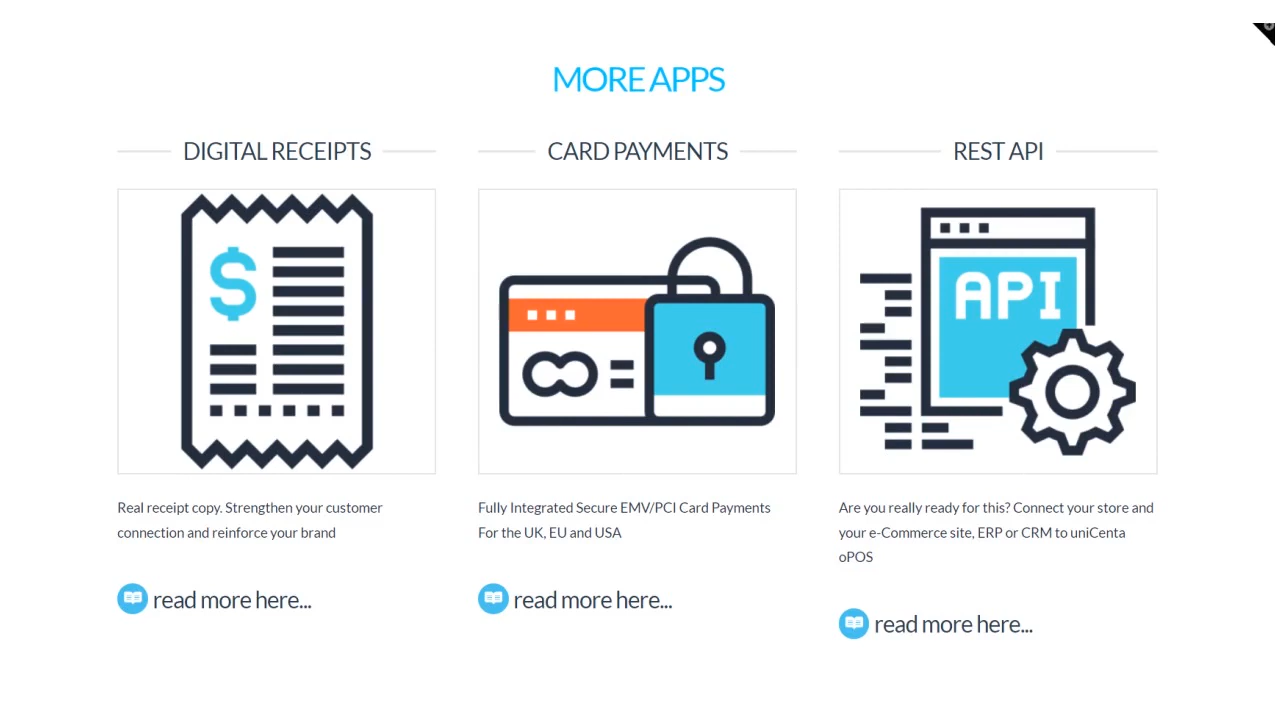 MORE APPS
DIGITAL RECEIPTS
$
Real receipt copy. Strengthen your customer
connection and reinforce your brand
read more here...
CARD PAYMENTS
Fully Integrated Secure EMV/PCI Card Payments
For the UK, EU and USA
read more here...
REST API
API
Are you really ready for this? Connect your store and
your e-Commerce site, ERP or CRM to uniCenta
oPOS
read more here...